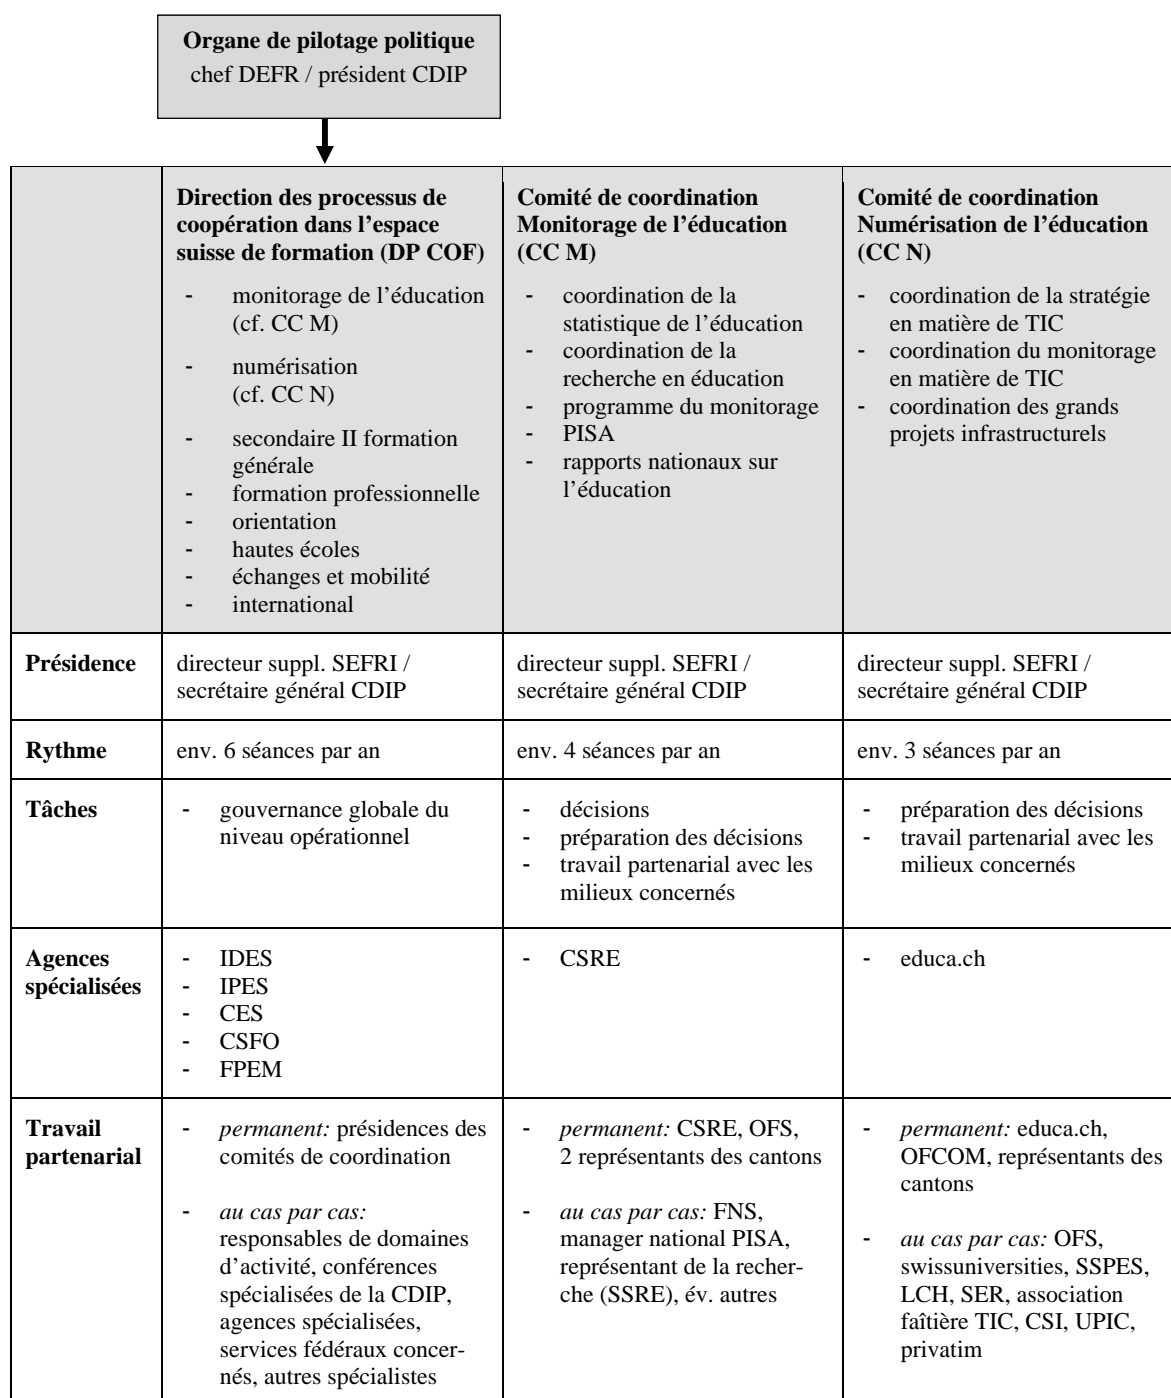 Organe de pilotage politique
chef DEFR / président CDIP
Direction des processus de
coopération dans l'espace
suisse de formation (DP COF)
- monitorage de l'éducation
(cf. CC M)
- numérisation
(cf. CC N)
- secondaire II formation
générale
- formation professionnelle
- orientation
- hautes écoles
- échanges et mobilité
- international
Comité de coordination
Monitorage de l'éducation
(CC M)
- coordination de la
statistique de l'éducation
- coordination de la
recherche en éducation
- programme du monitorage
- PISA
- rapports nationaux sur
l'éducation
Comité de coordination
Numérisation de l'éducation
(CC N)
- coordination de la stratégie
en matière de TIC
- coordination du monitorage
en matière de TIC
- coordination des grands
projets infrastructurels
Présidence
directeur suppl. SEFRI /
secrétaire général CDIP
directeur suppl. SEFRI /
secrétaire général CDIP
directeur suppl. SEFRI /
secrétaire général CDIP
Rythme
env. 6 séances par an
env. 4 séances par an
env. 3 séances par an
Tâches
- gouvernance globale du
niveau opérationnel
- décisions
- préparation des décisions
- travail partenarial avec les
milieux concernés
- préparation des décisions
- travail partenarial avec les
milieux concernés
Agences
spécialisées
- IDES
- IPES
- CES
- CSFO
- FPEM
- CSRE
- educa.ch
Travail
partenarial
- permanent: présidences des
comités de coordination
- au cas par cas:
responsables de domaines
d'activité, conférences
spécialisées de la CDIP,
agences spécialisées,
services fédéraux concer-
nés, autres spécialistes
- permanent: CSRE, OFS,
2 représentants des cantons
- au cas par cas: FNS,
manager national PISA,
représentant de la recher-
che (SSRE), év. autres
- permanent: educa.ch,
OFCOM, représentants des
cantons
- au cas par cas: OFS,
swissuniversities, SSPES,
LCH, SER, association
faîtière TIC, CSI, UPIC,
privatim